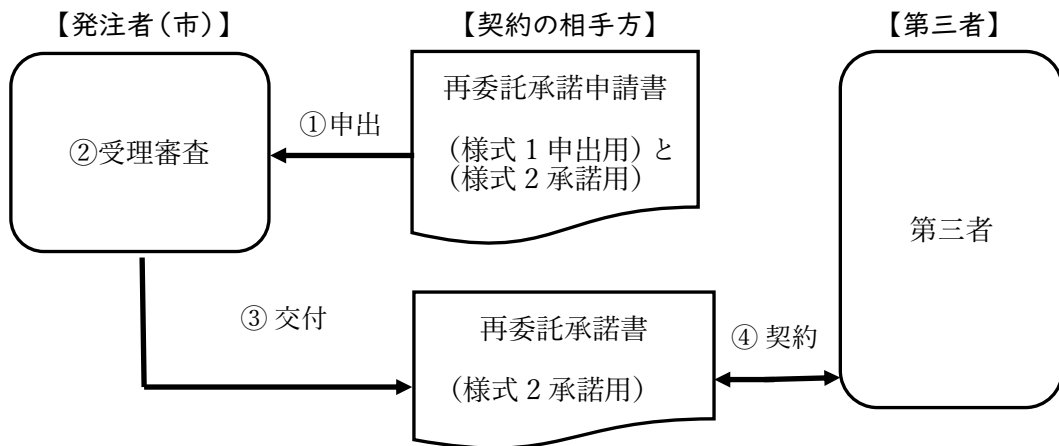 【発注者（市）】
【契約の相手方】
【第三者】
再委託承諾申請書
（様式１申出用）と
（様式２承諾用）
①申出
②受理審査
第三者
③ 交付
再委託承諾書
（様式２承諾用）
④ 契約